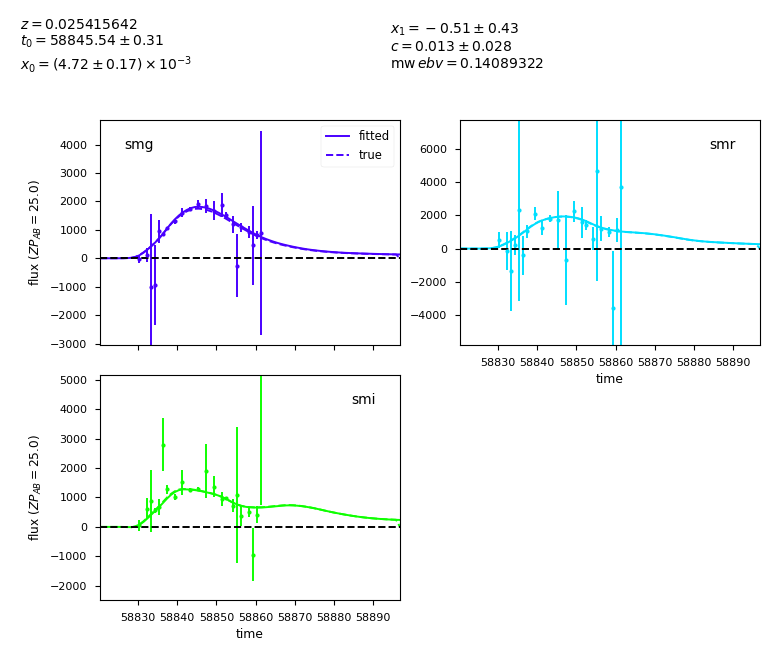 z = 0.025415642
t₀ = 58845.54 ± 0.31
x₀ = (4.72 ± 0.17) × 10⁻³
x₁ = −0.51 ± 0.43
c = 0.013 ± 0.028
mw ebv = 0.14089322
smg
fitted
true
4000
3000
2000
1000
0
−1000
−2000
−3000
flux (ZP_AB = 25.0)
smr
6000
4000
2000
0
−2000
−4000
58830 58840 58850 58860 58870 58880 58890
time
smi
5000
4000
3000
2000
1000
0
−1000
−2000
flux (ZP_AB = 25.0)
58830 58840 58850 58860 58870 58880 58890
time